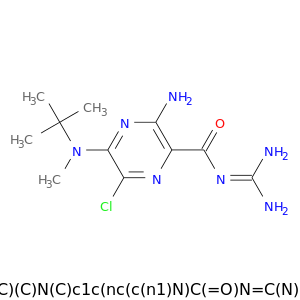 H₃C
CH₃
H₃C
N
H₃C
Cl
N
N
NH₂
O
N
NH₂
NH₂
C)(C)N(C)c1c(nc(c(n1)N)C(=O)N=C(N)